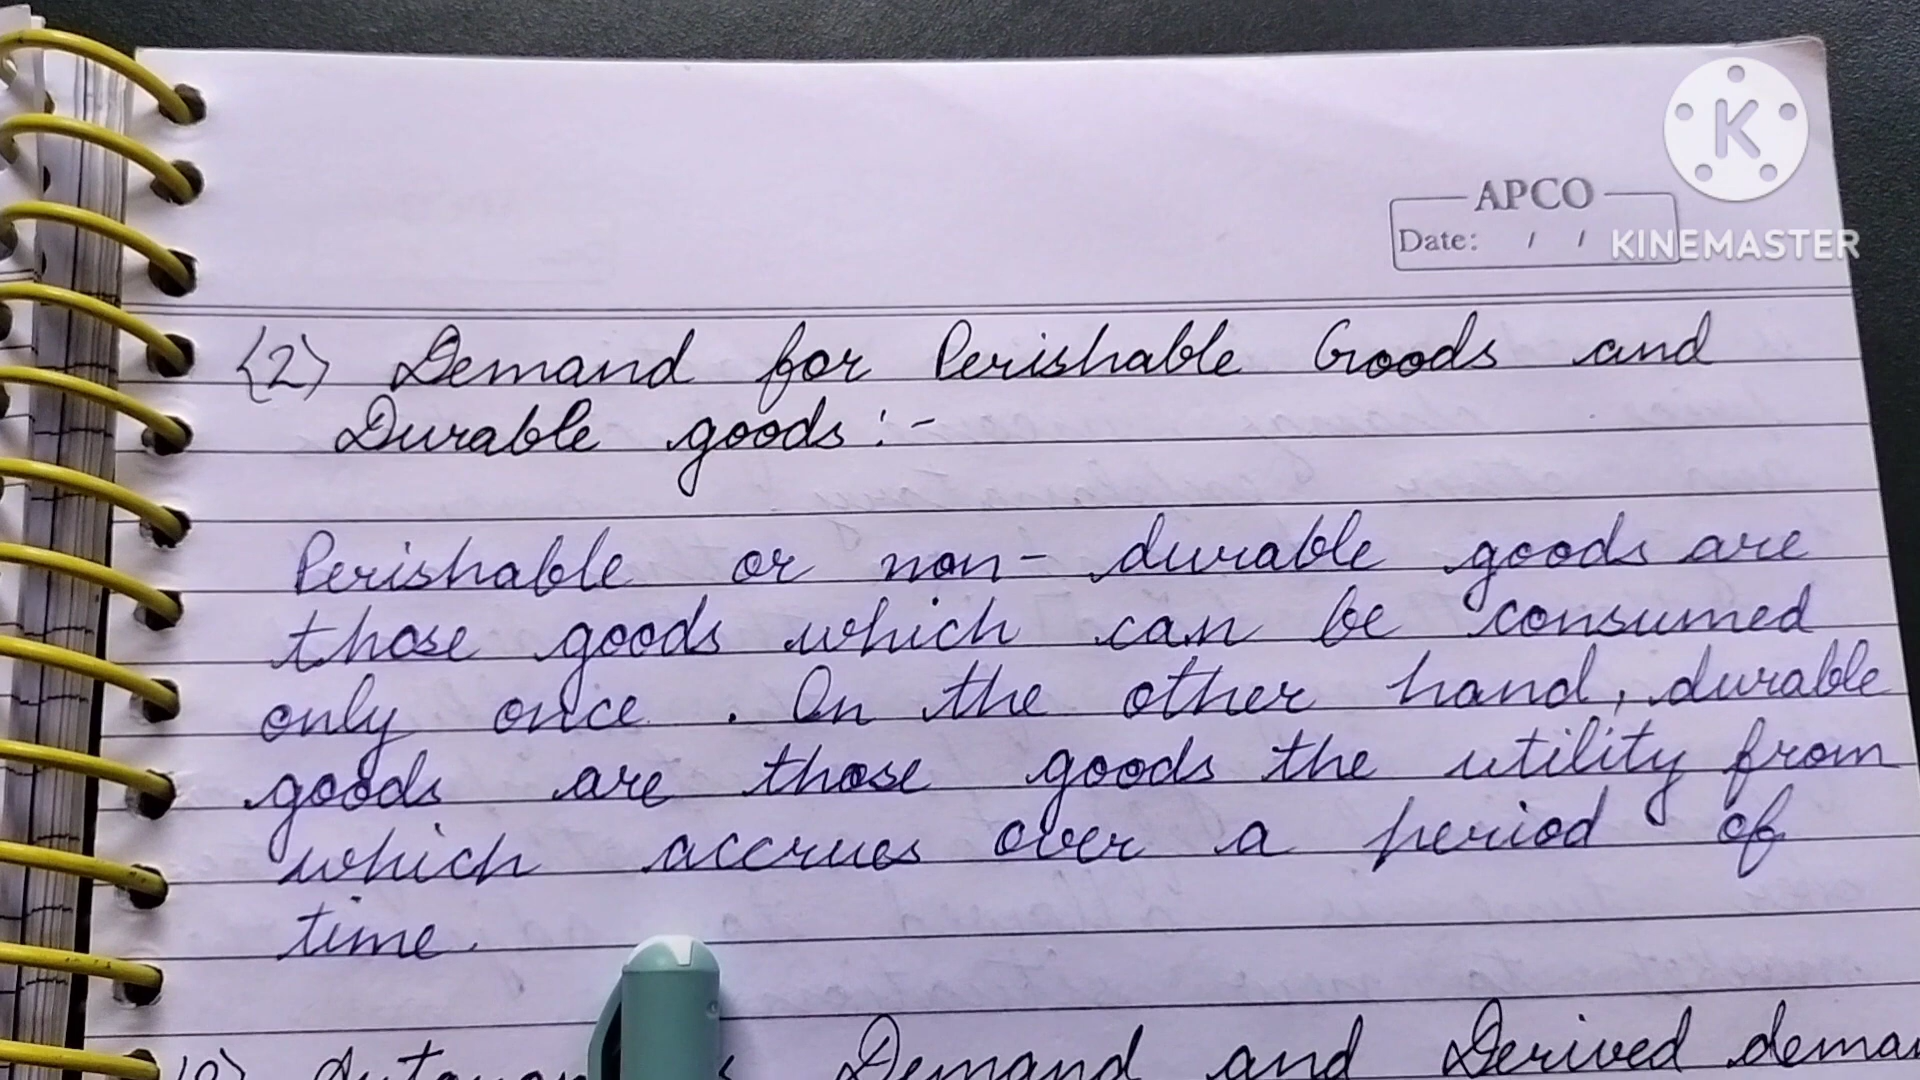 K
APCO
Date: / /
KINEMASTER
(2) Demand for Perishable Goods and
Durable goods :-
Perishable or non- durable goods are
those goods which can be consumed
only once . On the other hand, durable
goods are those goods the utility from
which accrues over a period of
time.
Demand and Derived